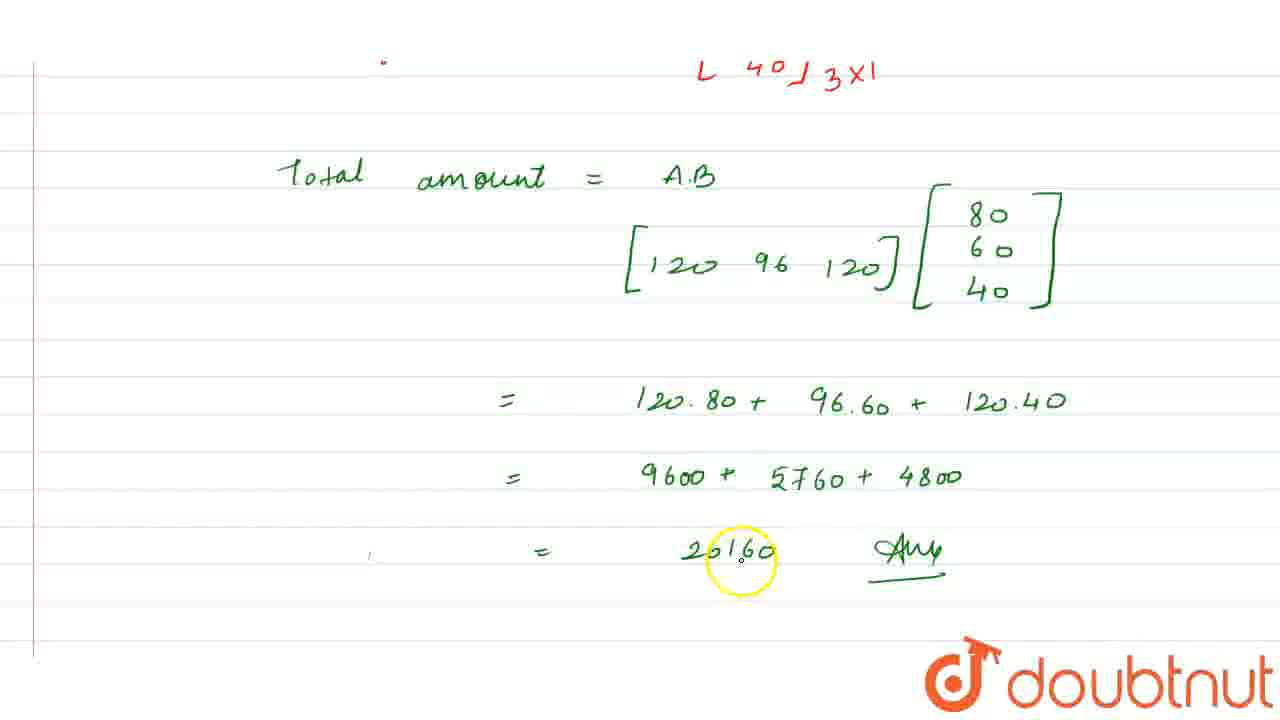 [ 40] 3×1
Total amount = A.B
[120 96 120] [80
60
40]
= 120.80 + 96.60 + 120.40
= 9600 + 5760 + 4800
= 20160 Ans
doubtnut